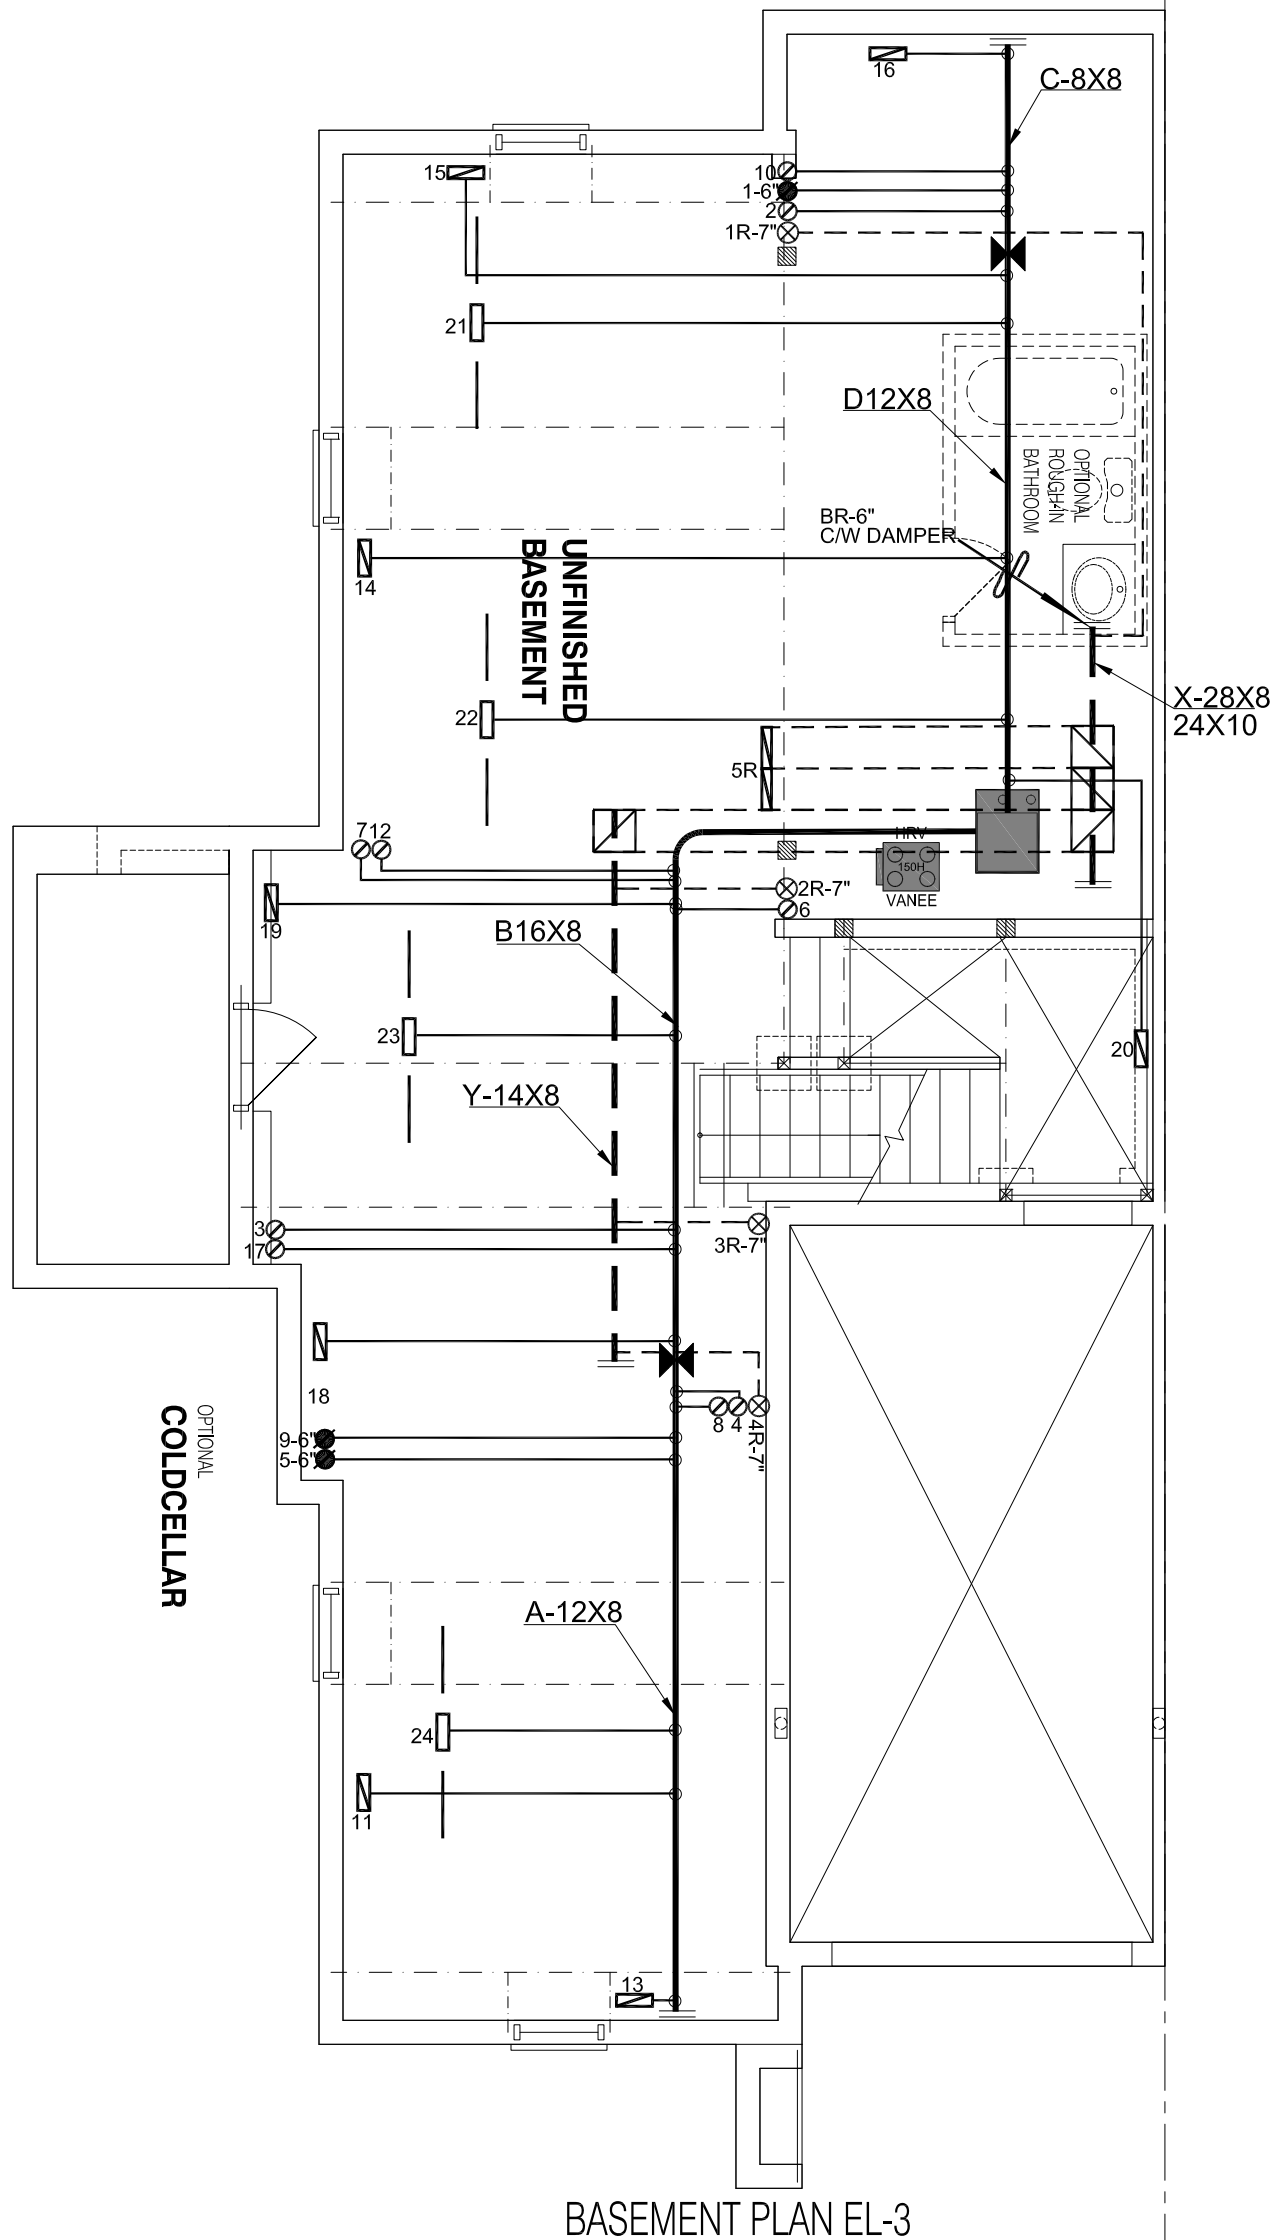 16
C-8X8
15
10
1-6"
2
1R-7"
21
D12X8
OPTIONAL
ROUGH-IN
BATHROOM
BR-6"
C/W DAMPER
UNFINISHED
BASEMENT
14
X-28X8
24X10
22
5R
7
12
HRV
150H
VANEE
2R-7"
6
19
B16X8
23
20
Y-14X8
3
17
3R-7"
18
8
4
4R-7"
9-6"
5-6"
OPTIONAL
COLDCELLAR
A-12X8
24
11
13
BASEMENT PLAN EL-3